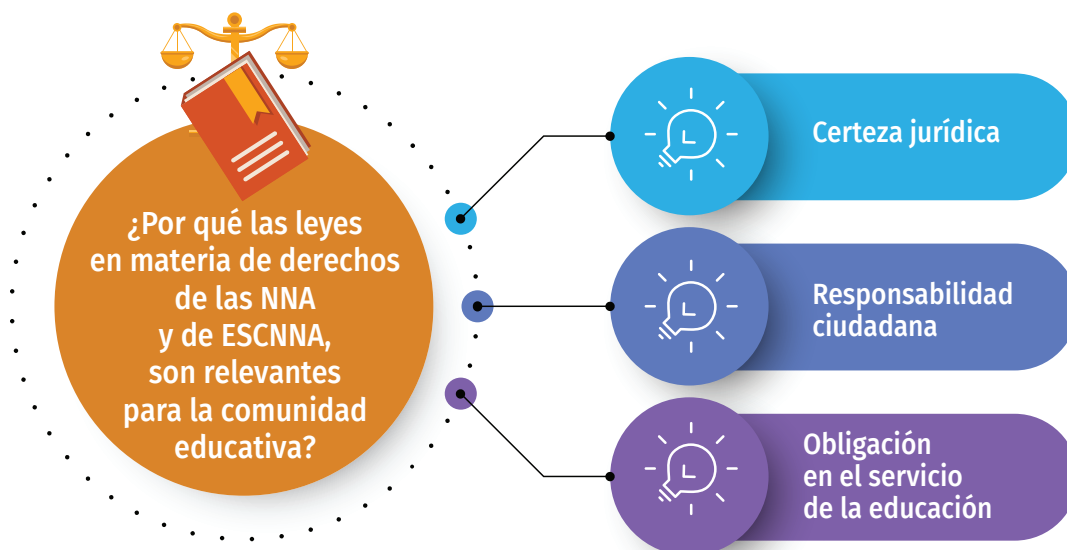 ¿Por qué las leyes
en materia de derechos
de las NNA
y de ESCNNA,
son relevantes
para la comunidad
educativa?
Certeza jurídica
Responsabilidad
ciudadana
Obligación
en el servicio
de la educación